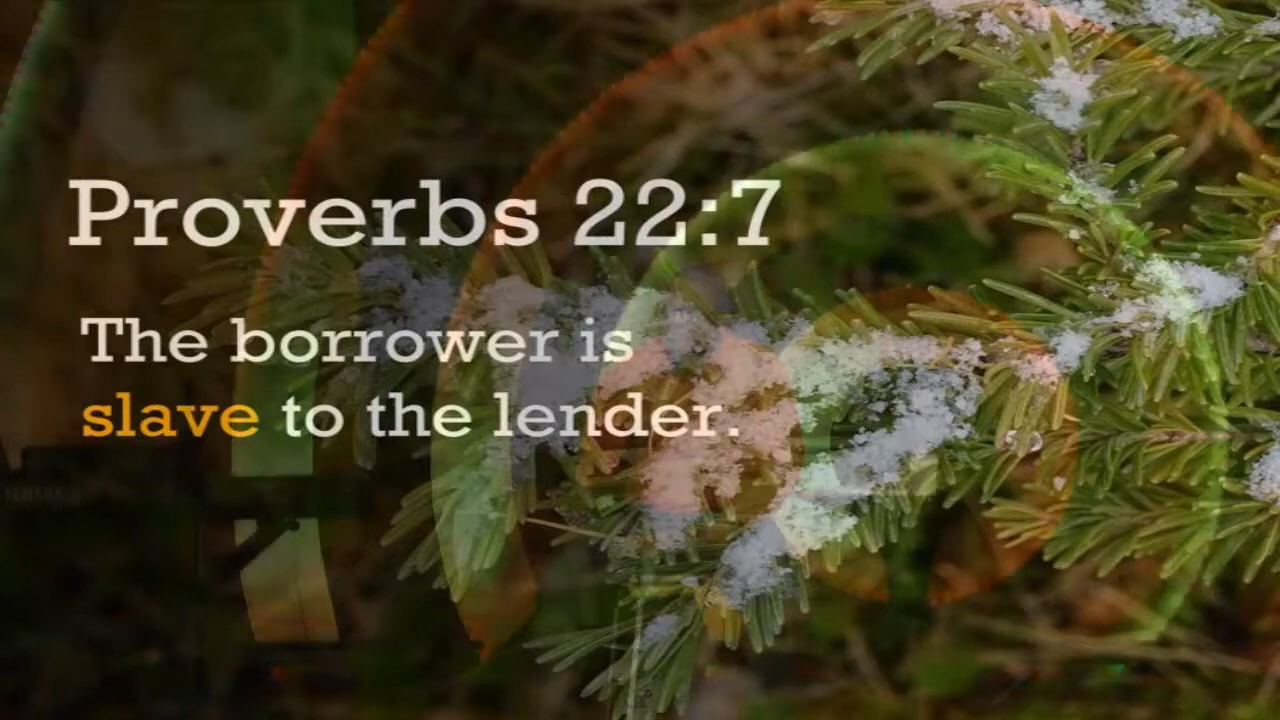 Proverbs 22:7
The borrower is
slave to the lender.